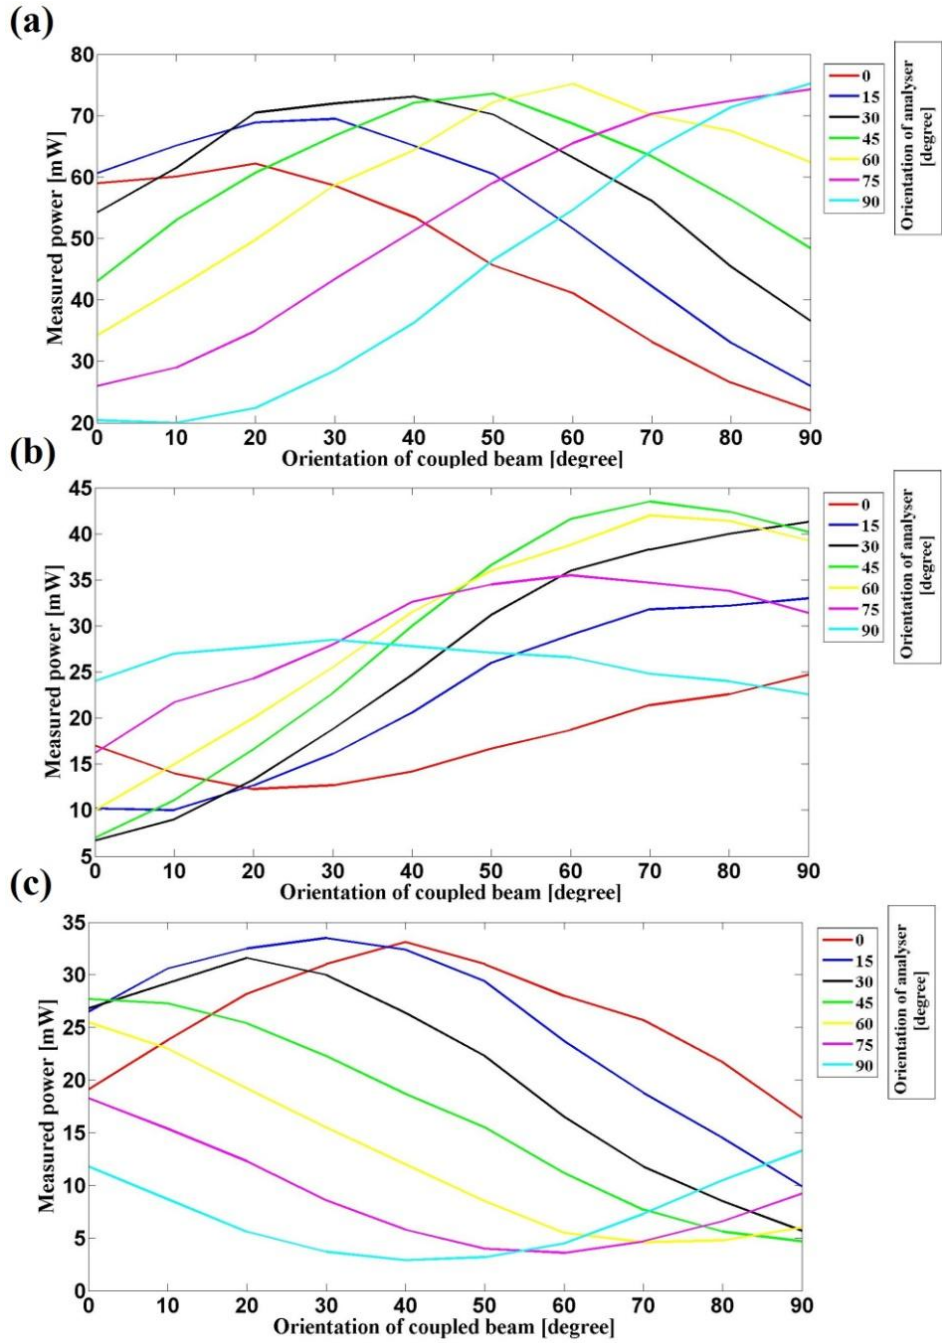 (a)
80
70
60
50
40
30
20
Measured power [mW]
0 10 20 30 40 50 60 70 80 90
Orientation of coupled beam [degree]
0
15
30
45
60
75
90
Orientation of analyser
[degree]
(b)
45
40
35
30
25
20
15
10
5
Measured power [mW]
0 10 20 30 40 50 60 70 80 90
Orientation of coupled beam [degree]
0
15
30
45
60
75
90
Orientation of analyser
[degree]
(c)
35
30
25
20
15
10
5
0
Measured power [mW]
0 10 20 30 40 50 60 70 80 90
Orientation of coupled beam [degree]
0
15
30
45
60
75
90
Orientation of analyser
[degree]